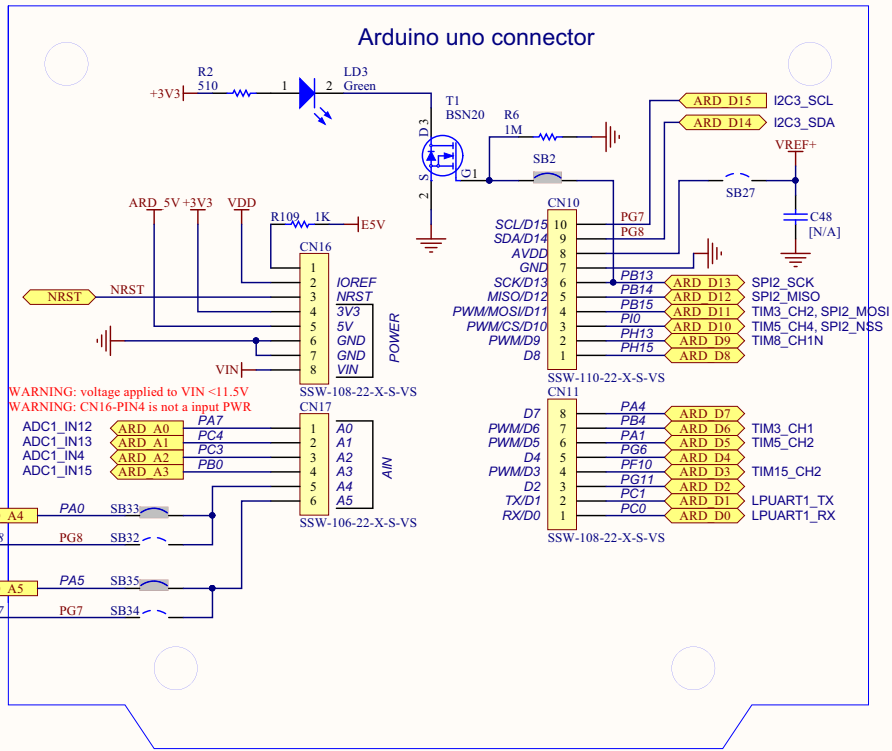 Arduino uno connector
R2
510
+3V3
1
2
LD3
Green
T1
BSN20
D
3
S
2
G
1
R6
1M
SB2
ARD_D15 I2C3_SCL
ARD_D14 I2C3_SDA
VREF+
SB27
C48
[N/A]
ARD_5V +3V3 VDD
R109 1K E5V
CN16
1
2 IOREF
NRST NRST 3 NRST
4 3V3
5 5V
6 GND
7 GND
VIN 8 VIN
POWER
SSW-108-22-X-S-VS
WARNING: voltage applied to VIN <11.5V
WARNING: CN16-PIN4 is not a input PWR
CN10
SCL/D15 10 PG7
SDA/D14 9 PG8
AVDD 8
GND 7
SCK/D13 6 PB13 ARD_D13 SPI2_SCK
MISO/D12 5 PB14 ARD_D12 SPI2_MISO
PWM/MOSI/D11 4 PB15 ARD_D11 TIM3_CH2, SPI2_MOSI
PWM/CS/D10 3 PI0 ARD_D10 TIM5_CH4, SPI2_NSS
PWM/D9 2 PH13 ARD_D9 TIM8_CH1N
D8 1 PH15 ARD_D8
SSW-110-22-X-S-VS
CN17
ADC1_IN12 ARD_A0 PA7 1 A0
ADC1_IN13 ARD_A1 PC4 2 A1
ADC1_IN4 ARD_A2 PC3 3 A2
ADC1_IN15 ARD_A3 PB0 4 A3
5 A4
6 A5
AIN
SSW-106-22-X-S-VS
A4 PA0 SB33
8 PG8 SB32
A5 PA5 SB35
7 PG7 SB34
CN11
D7 8 PA4 ARD_D7
PWM/D6 7 PB4 ARD_D6 TIM3_CH1
PWM/D5 6 PA1 ARD_D5 TIM5_CH2
D4 5 PG6 ARD_D4
PWM/D3 4 PF10 ARD_D3 TIM15_CH2
D2 3 PG11 ARD_D2
TX/D1 2 PC1 ARD_D1 LPUART1_TX
RX/D0 1 PC0 ARD_D0 LPUART1_RX
SSW-108-22-X-S-VS